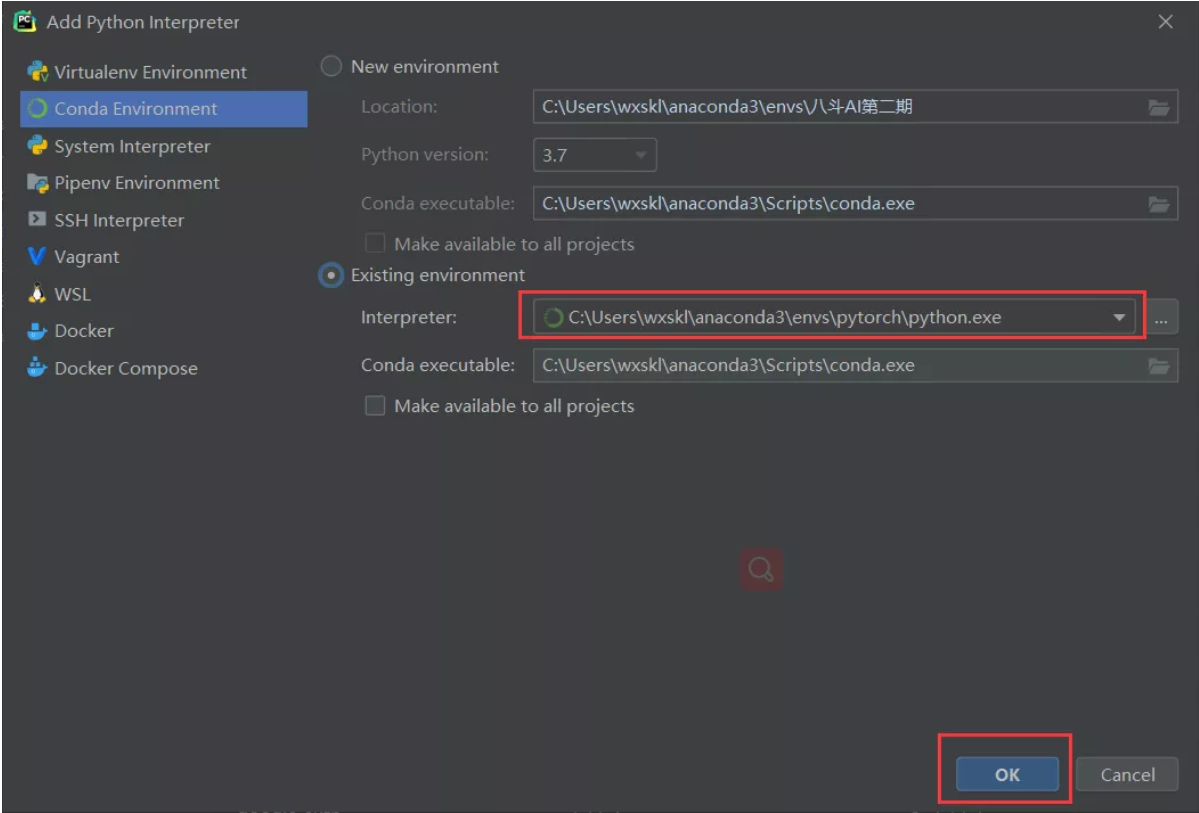 Add Python Interpreter
Virtualenv Environment
Conda Environment
System Interpreter
Pipenv Environment
SSH Interpreter
Vagrant
WSL
Docker
Docker Compose
New environment
Location: C:\Users\wxskl\anaconda3\envs\八斗AI第二期
Python version: 3.7
Conda executable: C:\Users\wxskl\anaconda3\Scripts\conda.exe
Make available to all projects
Existing environment
Interpreter: C:\Users\wxskl\anaconda3\envs\pytorch\python.exe ...
Conda executable: C:\Users\wxskl\anaconda3\Scripts\conda.exe
Make available to all projects
OK Cancel